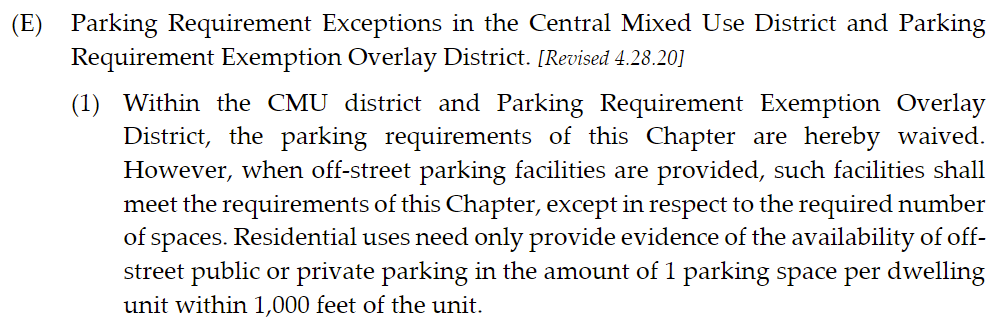 (E) Parking Requirement Exceptions in the Central Mixed Use District and Parking
Requirement Exemption Overlay District. [Revised 4.28.20]
(1) Within the CMU district and Parking Requirement Exemption Overlay
District, the parking requirements of this Chapter are hereby waived.
However, when off-street parking facilities are provided, such facilities shall
meet the requirements of this Chapter, except in respect to the required number
of spaces. Residential uses need only provide evidence of the availability of off-
street public or private parking in the amount of 1 parking space per dwelling
unit within 1,000 feet of the unit.